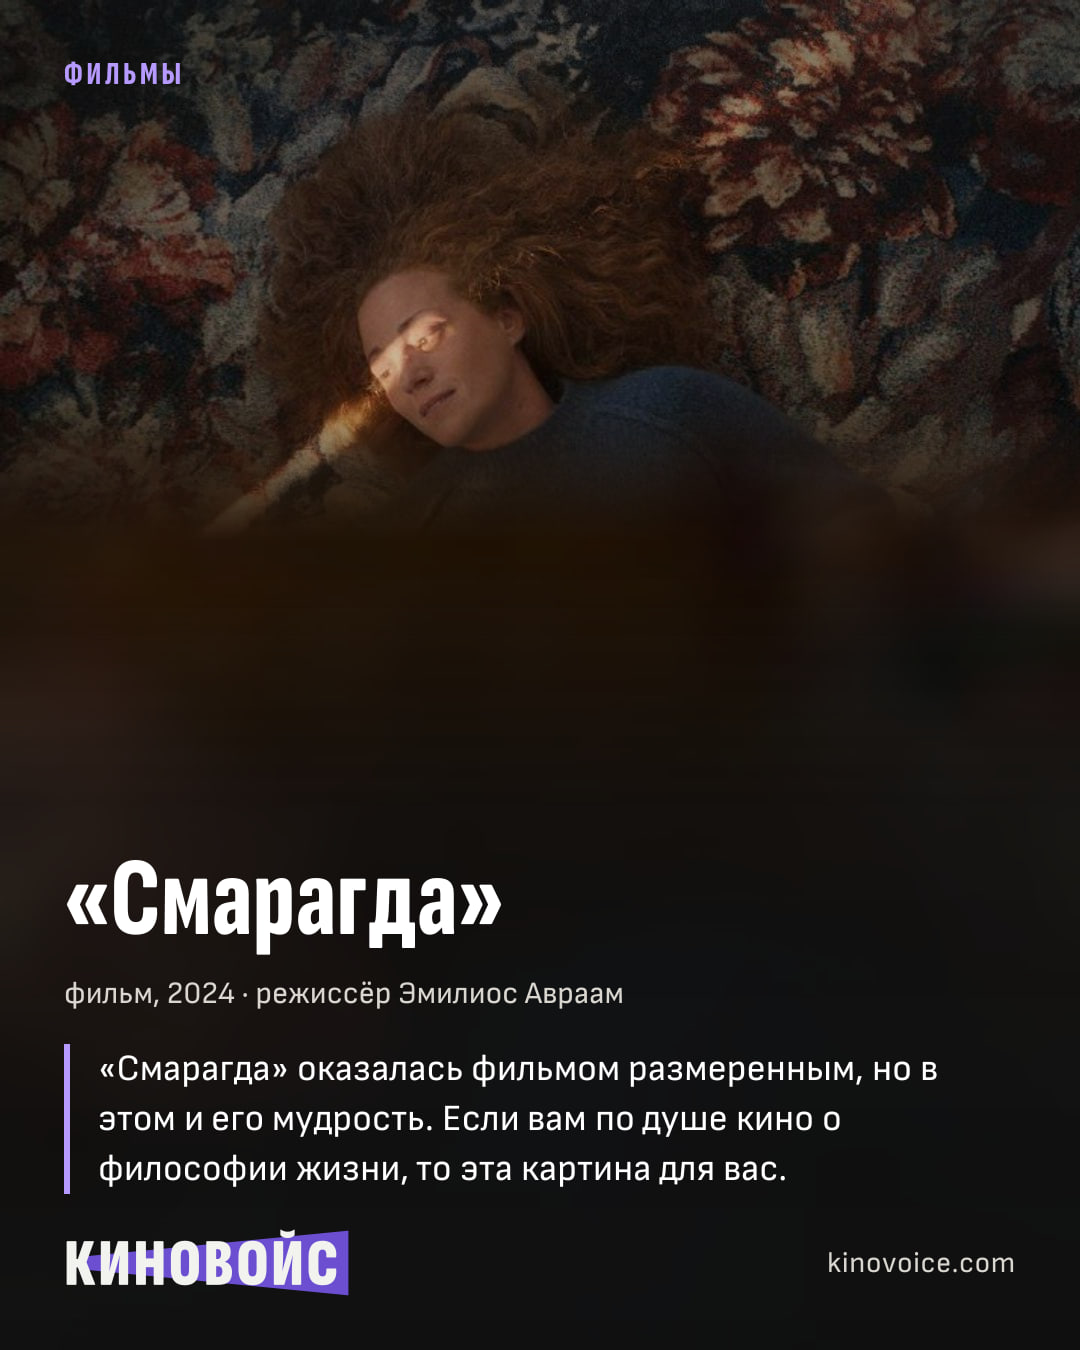 ФИЛЬМЫ
«Смарагда»
фильм, 2024 · режиссёр Эмилиос Авраам
«Смарагда» оказалась фильмом размеренным, но в
этом и его мудрость. Если вам по душе кино о
философии жизни, то эта картина для вас.
КИНОВОЙС
kinovoice.com